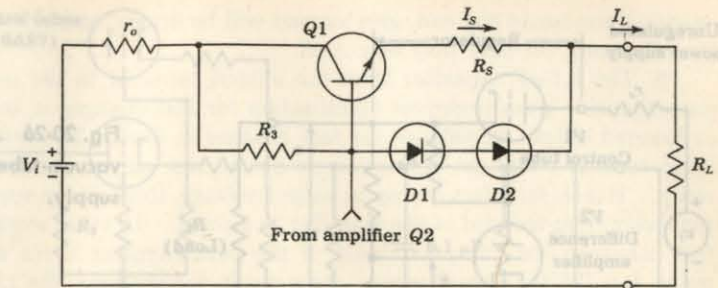 r_o
Q1
I_S
I_L
R_S
R_3
V_i
+
−
D1
D2
R_L
From amplifier Q2